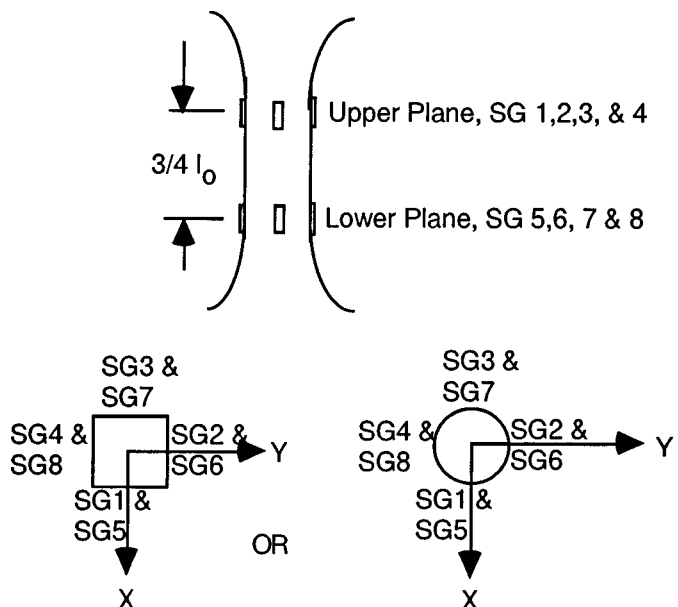 Upper Plane, SG 1,2,3, & 4
3/4 lo
Lower Plane, SG 5,6, 7 & 8
SG3 &
SG7
SG4 &
SG8
SG2 &
SG6
Y
SG1 &
SG5
X
OR
SG3 &
SG7
SG4 &
SG8
SG2 &
SG6
Y
SG1 &
SG5
X